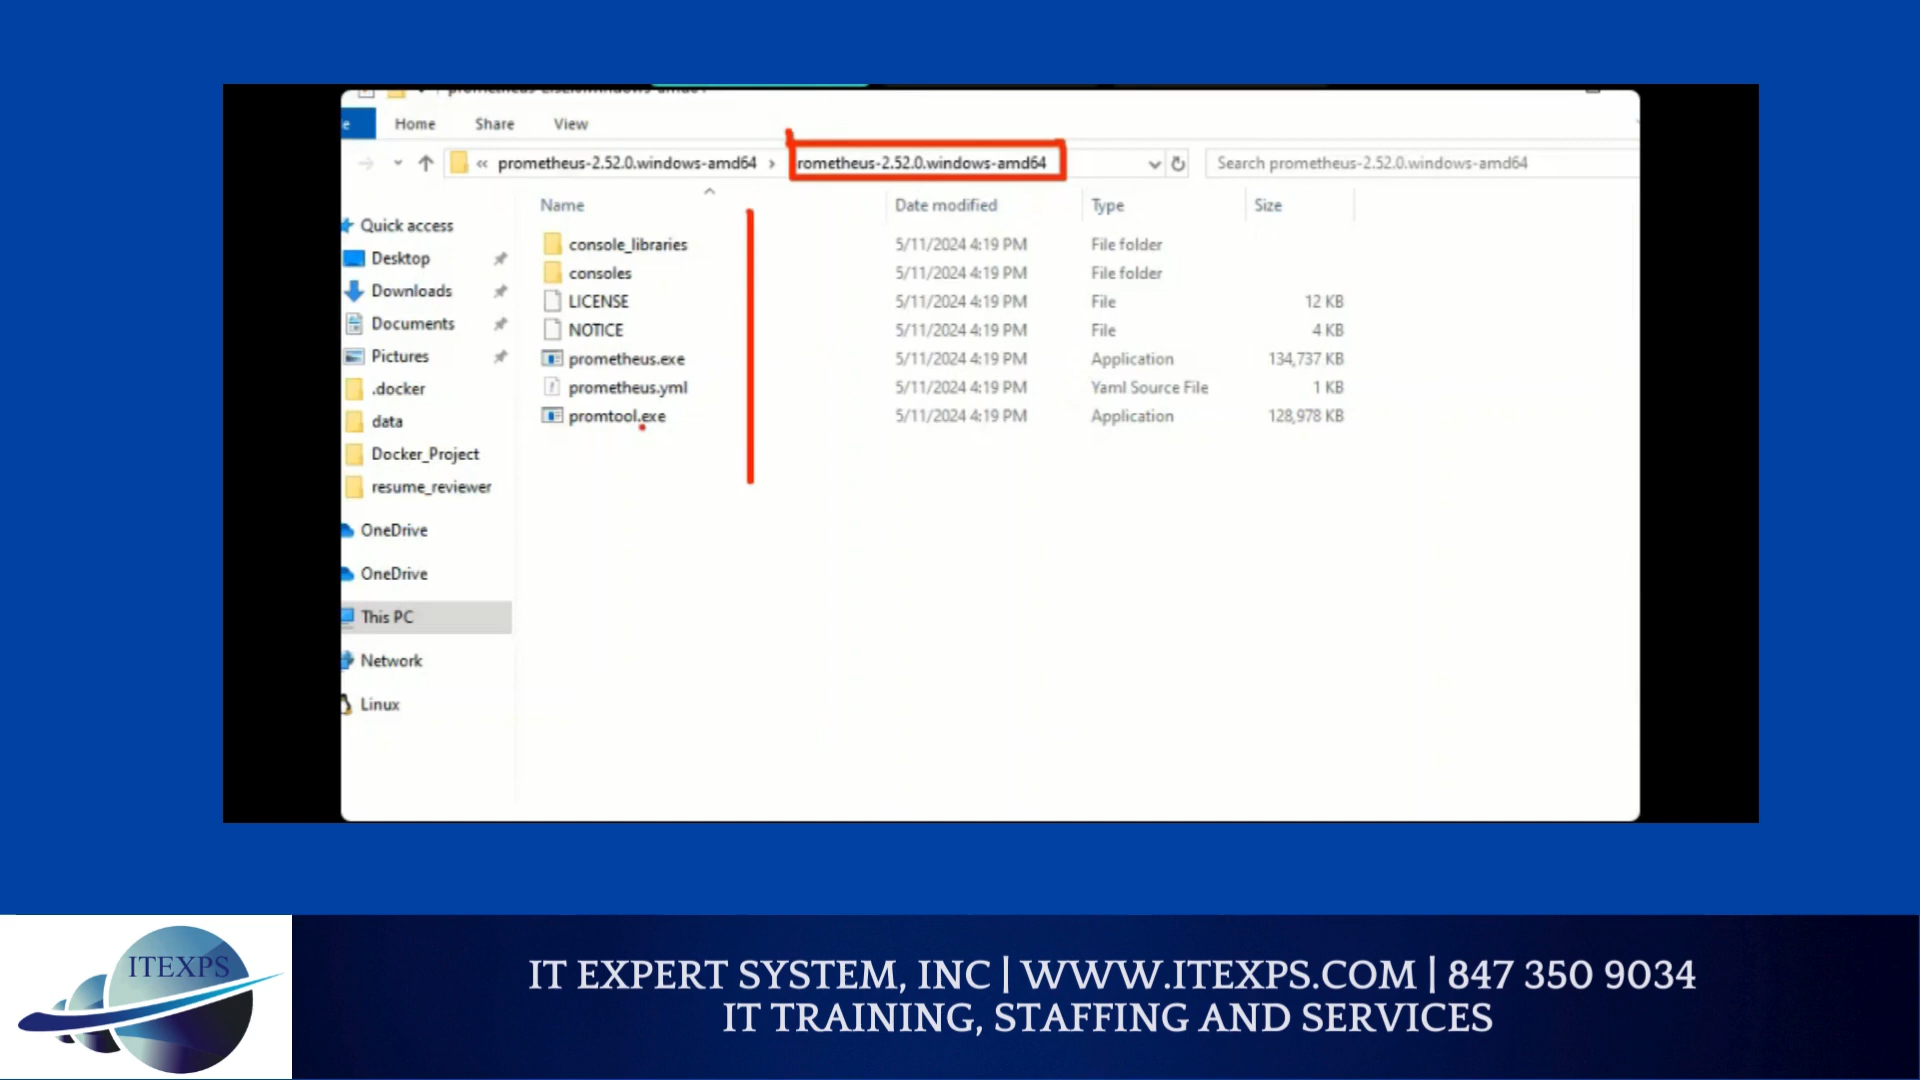 prometheus-2.52.0.windows-amd64
Home Share View
« prometheus-2.52.0.windows-amd64 › rometheus-2.52.0.windows-amd64 Search prometheus-2.52.0.windows-amd64
Name Date modified Type Size
Quick access
Desktop
Downloads
Documents
Pictures
.docker
data
Docker_Project
resume_reviewer
OneDrive
OneDrive
This PC
Network
Linux
console_libraries 5/11/2024 4:19 PM File folder
consoles 5/11/2024 4:19 PM File folder
LICENSE 5/11/2024 4:19 PM File 12 KB
NOTICE 5/11/2024 4:19 PM File 4 KB
prometheus.exe 5/11/2024 4:19 PM Application 134,737 KB
prometheus.yml 5/11/2024 4:19 PM Yaml Source File 1 KB
promtool.exe 5/11/2024 4:19 PM Application 128,978 KB
ITEXPS
IT EXPERT SYSTEM, INC | WWW.ITEXPS.COM | 847 350 9034
IT TRAINING, STAFFING AND SERVICES